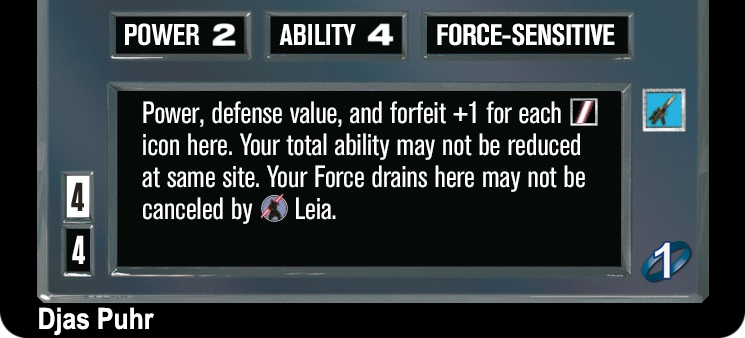 POWER 2 ABILITY 4 FORCE-SENSITIVE
Power, defense value, and forfeit +1 for each
icon here. Your total ability may not be reduced
at same site. Your Force drains here may not be
canceled by Leia.
4
4
1
Djas Puhr